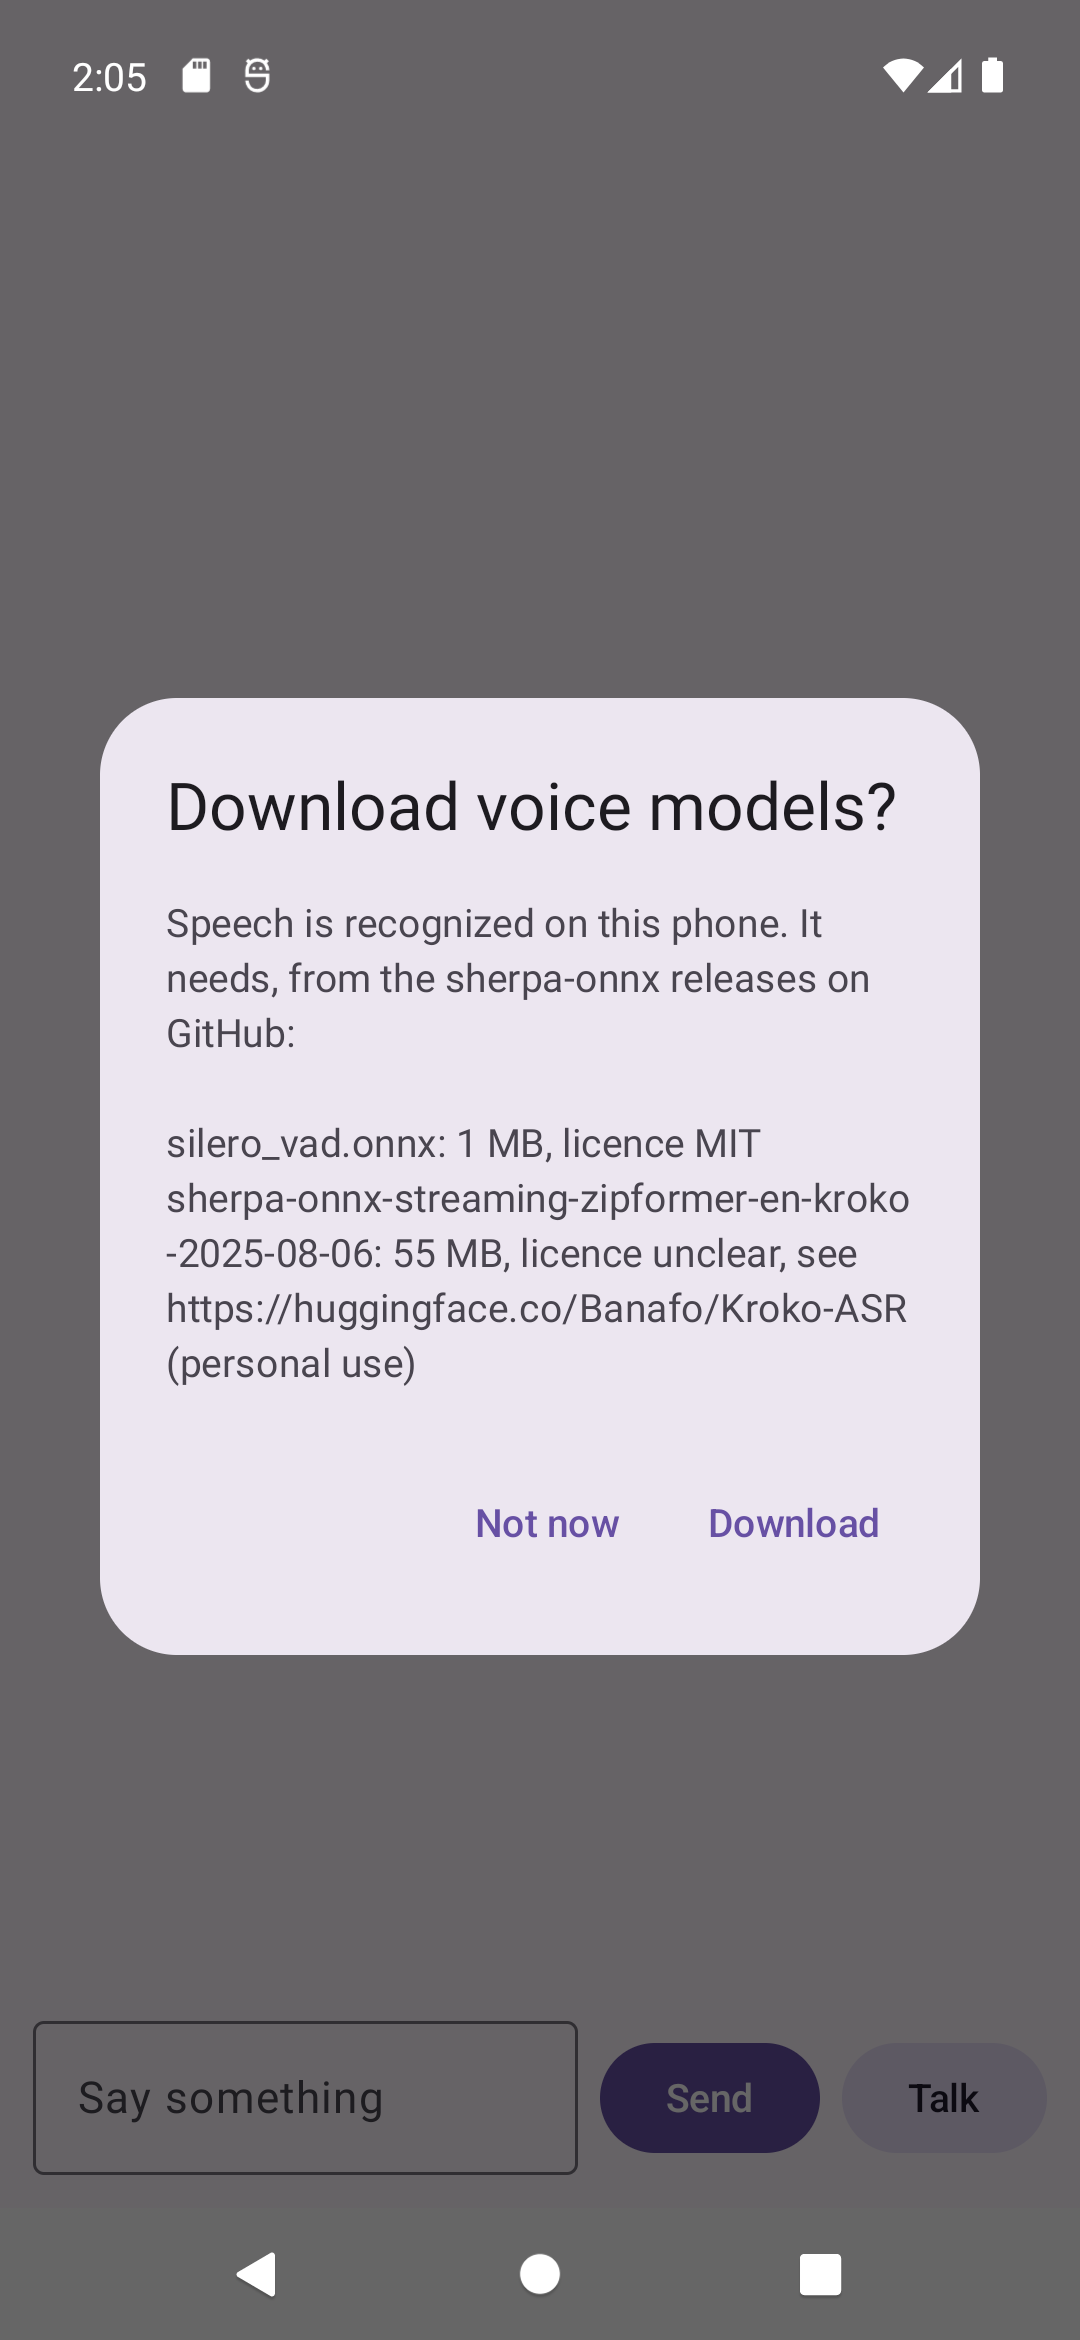 2:05
Download voice models?
Speech is recognized on this phone. It
needs, from the sherpa-onnx releases on
GitHub:
silero_vad.onnx: 1 MB, licence MIT
sherpa-onnx-streaming-zipformer-en-kroko
-2025-08-06: 55 MB, licence unclear, see
https://huggingface.co/Banafo/Kroko-ASR
(personal use)
Not now Download
Say something Send Talk